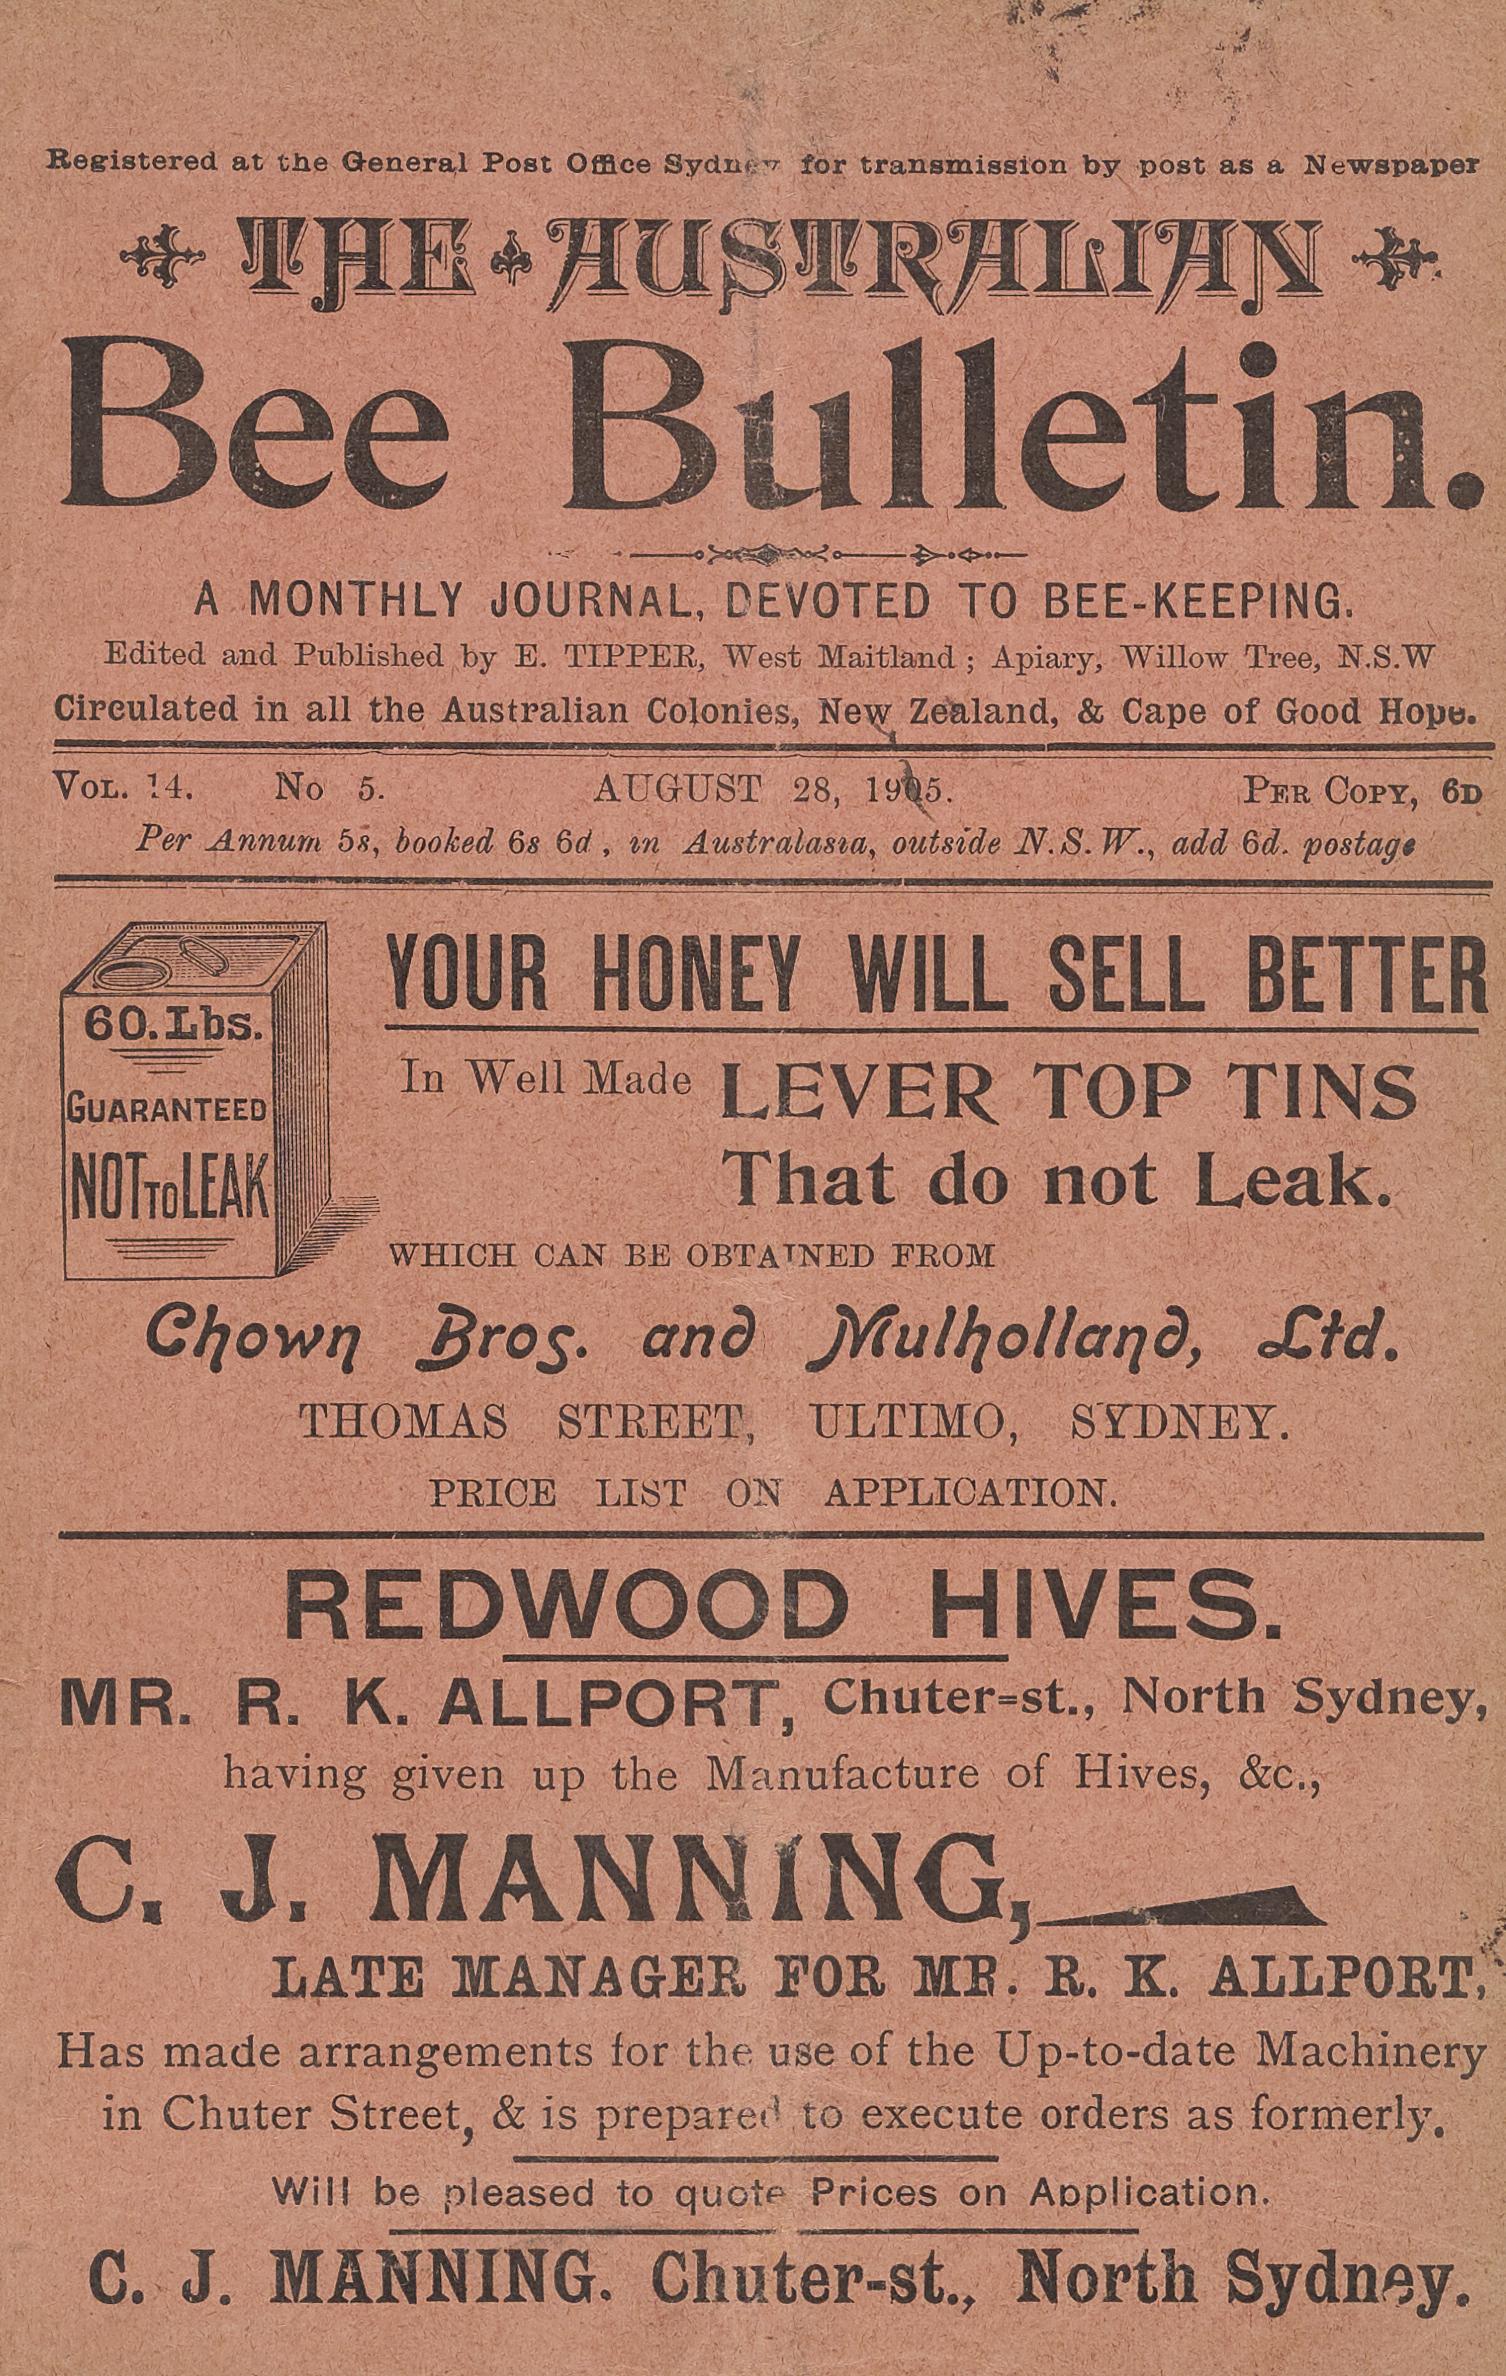 Registered at the General Post Office Sydney for transmission by post as a Newspaper
THE AUSTRALIAN
Bee Bulletin.
A MONTHLY JOURNAL, DEVOTED TO BEE-KEEPING.
Edited and Published by E. TIPPER, West Maitland; Apiary, Willow Tree, N.S.W
Circulated in all the Australian Colonies, New Zealand, & Cape of Good Hope.
VOL. 14. No 5. AUGUST 28, 1905. PER COPY, 6D
Per Annum 5s, booked 6s 6d, in Australasia, outside N.S.W., add 6d. postage
60.Lbs.
GUARANTEED
NOT TO LEAK
YOUR HONEY WILL SELL BETTER
In Well Made LEVER TOP TINS
That do not Leak.
WHICH CAN BE OBTAINED FROM
Chown Bros. and Mulholland, Ltd.
THOMAS STREET, ULTIMO, SYDNEY.
PRICE LIST ON APPLICATION.
REDWOOD HIVES.
MR. R. K. ALLPORT, Chuter-st., North Sydney,
having given up the Manufacture of Hives, &c.,
C. J. MANNING,
LATE MANAGER FOR MR. R. K. ALLPORT,
Has made arrangements for the use of the Up-to-date Machinery
in Chuter Street, & is prepared to execute orders as formerly.
Will be pleased to quote Prices on Application.
C. J. MANNING. Chuter-st., North Sydney.